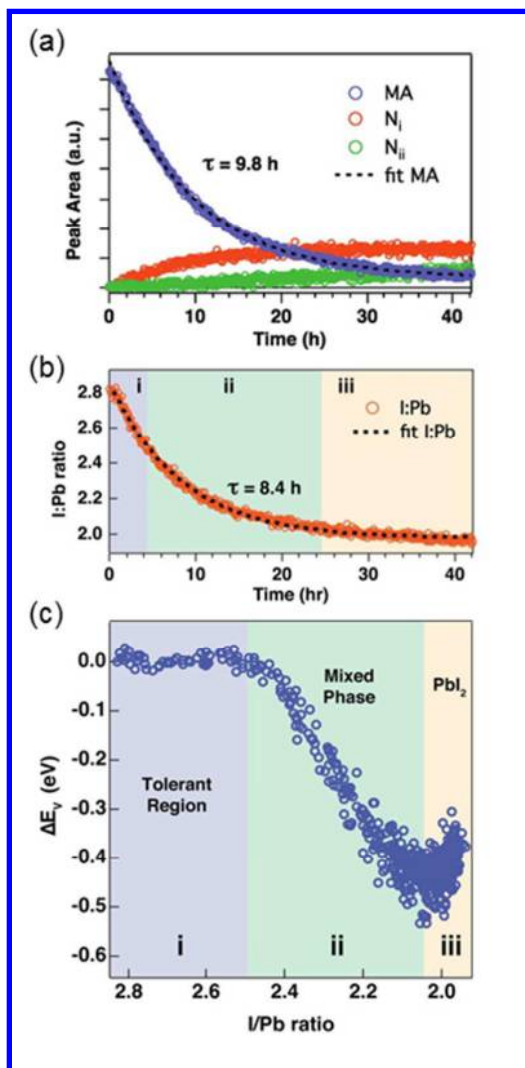 (a)
MA
Nᵢ
Nᵢᵢ
fit MA
τ = 9.8 h
Peak Area (a.u.)
0 10 20 30 40
Time (h)
(b)
i ii iii
I:Pb
fit I:Pb
τ = 8.4 h
I:Pb ratio
2.8
2.6
2.4
2.2
2.0
0 10 20 30 40
Time (hr)
(c)
Mixed
Phase
PbI₂
Tolerant
Region
ΔEᵥ (eV)
0.0
-0.1
-0.2
-0.3
-0.4
-0.5
-0.6
i ii iii
2.8 2.6 2.4 2.2 2.0
I/Pb ratio